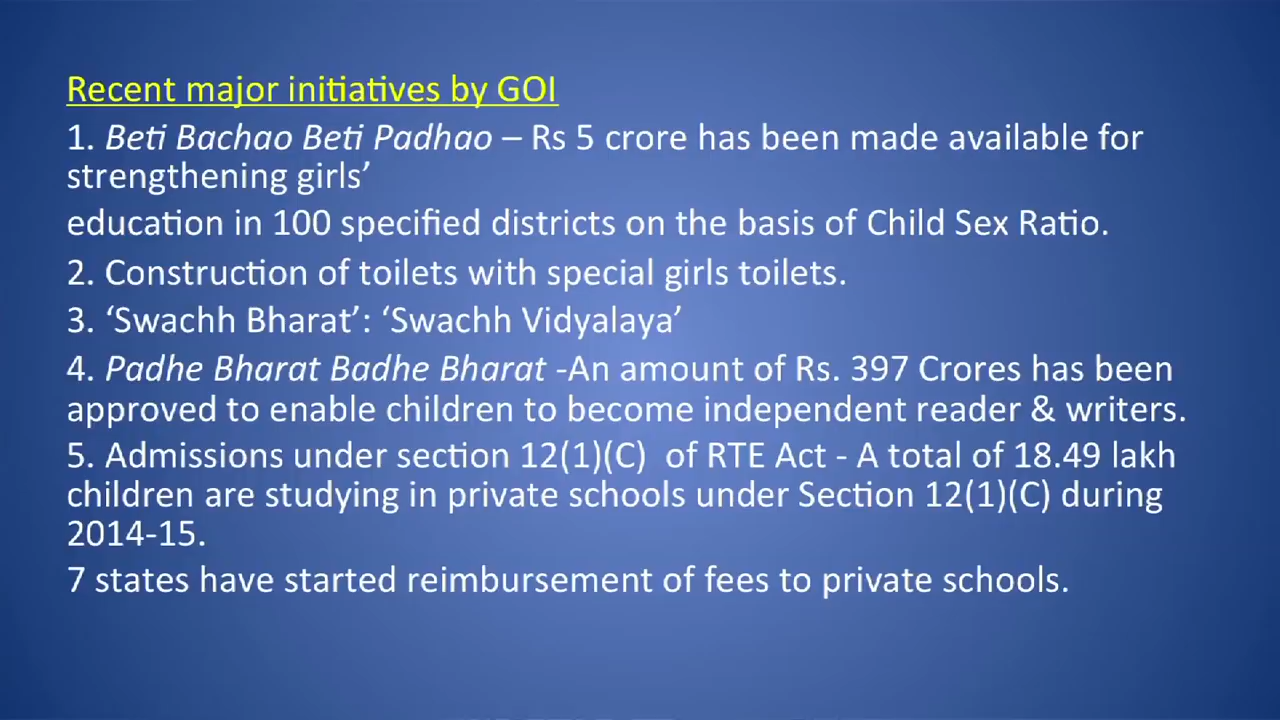 Recent major initiatives by GOI
1. Beti Bachao Beti Padhao – Rs 5 crore has been made available for
strengthening girls’
education in 100 specified districts on the basis of Child Sex Ratio.
2. Construction of toilets with special girls toilets.
3. ‘Swachh Bharat’: ‘Swachh Vidyalaya’
4. Padhe Bharat Badhe Bharat -An amount of Rs. 397 Crores has been
approved to enable children to become independent reader & writers.
5. Admissions under section 12(1)(C)  of RTE Act - A total of 18.49 lakh
children are studying in private schools under Section 12(1)(C) during
2014-15.
7 states have started reimbursement of fees to private schools.